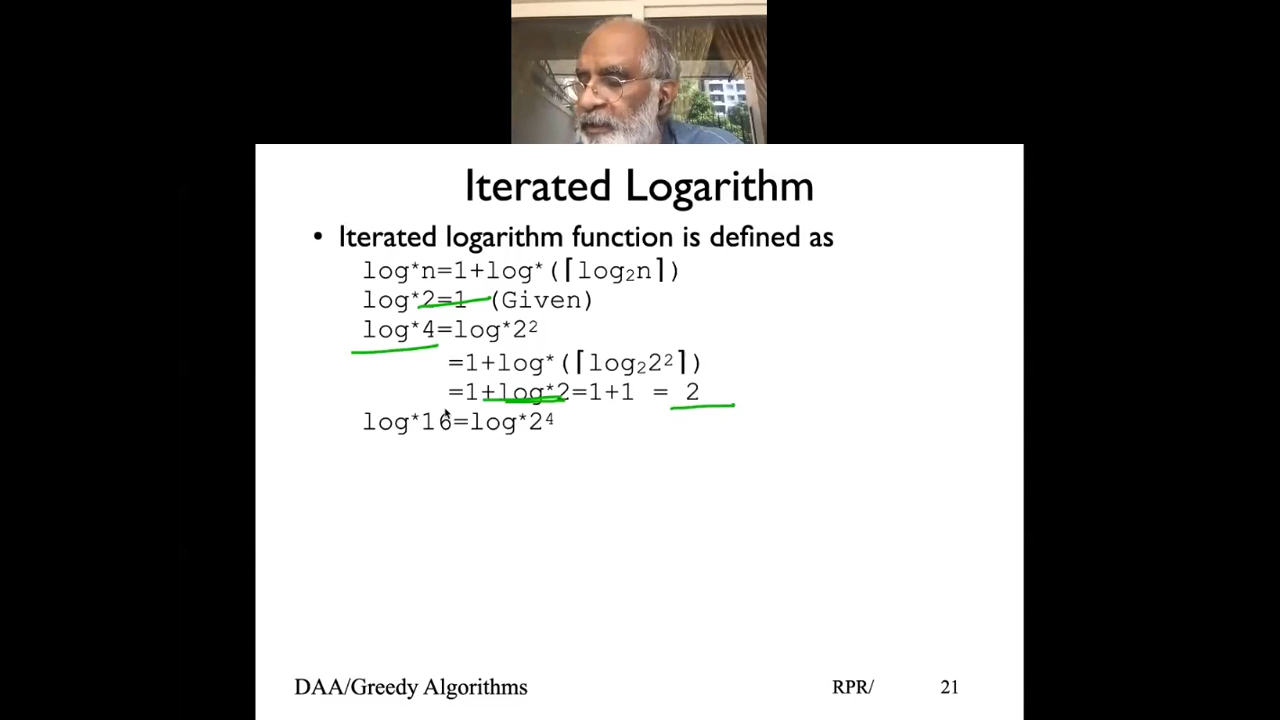 Iterated Logarithm
• Iterated logarithm function is defined as
log*n=1+log*(⌈log₂n⌉)
log*2=1 (Given)
log*4=log*2²
=1+log*(⌈log₂2²⌉)
=1+log*2=1+1 = 2
log*16=log*2⁴
DAA/Greedy Algorithms RPR/ 21